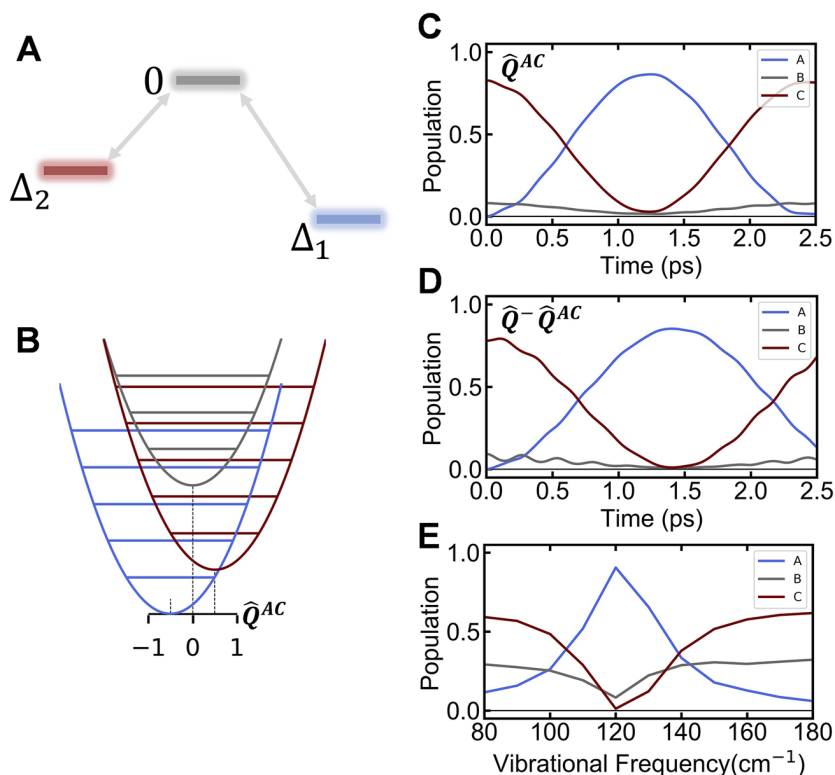 A
0
Δ₂
Δ₁
B
Q̂^AC
−1 0 1
C
Q̂^AC
A
B
C
1.0
0.5
0.0
Population
0.0 0.5 1.0 1.5 2.0 2.5
Time (ps)
D
Q̂⁻ Q̂^AC
A
B
C
1.0
0.5
0.0
Population
0.0 0.5 1.0 1.5 2.0 2.5
Time (ps)
E
A
B
C
1.0
0.5
0.0
Population
80 100 120 140 160 180
Vibrational Frequency(cm⁻¹)